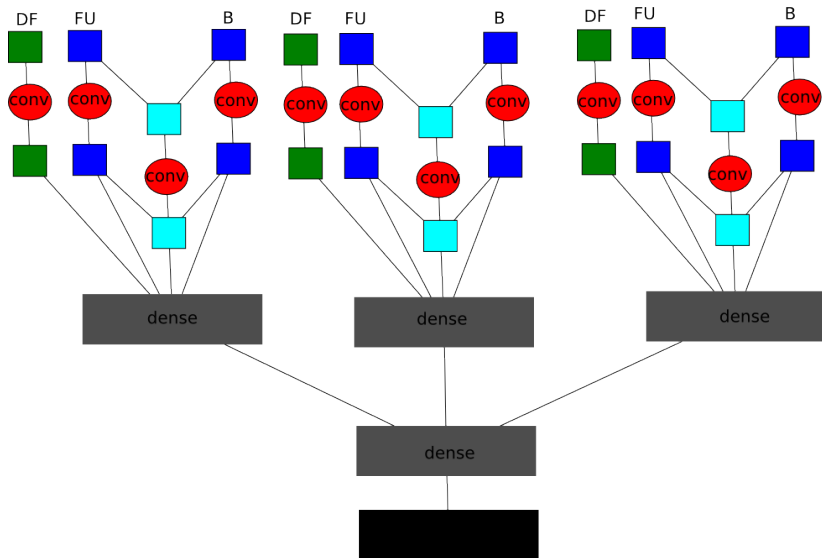 DF FU B DF FU B DF FU B
conv conv conv conv conv conv conv conv conv
conv conv conv
dense dense dense
dense